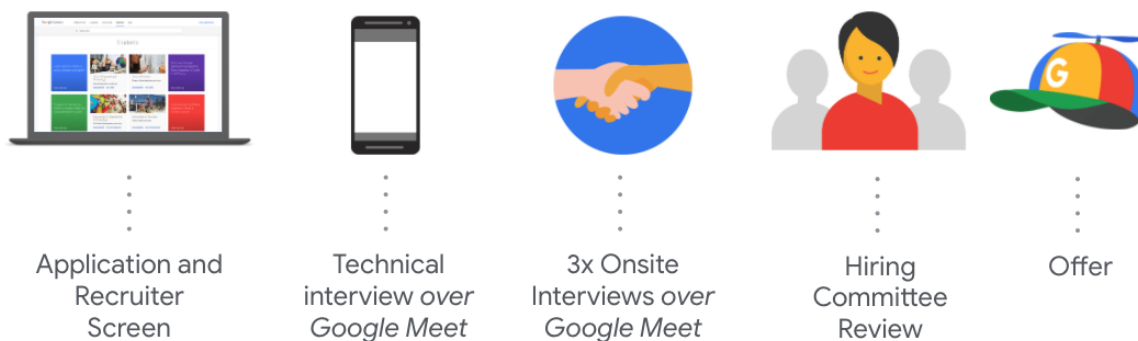 Application and
Recruiter
Screen
Technical
interview over
Google Meet
3x Onsite
Interviews over
Google Meet
Hiring
Committee
Review
Offer
G